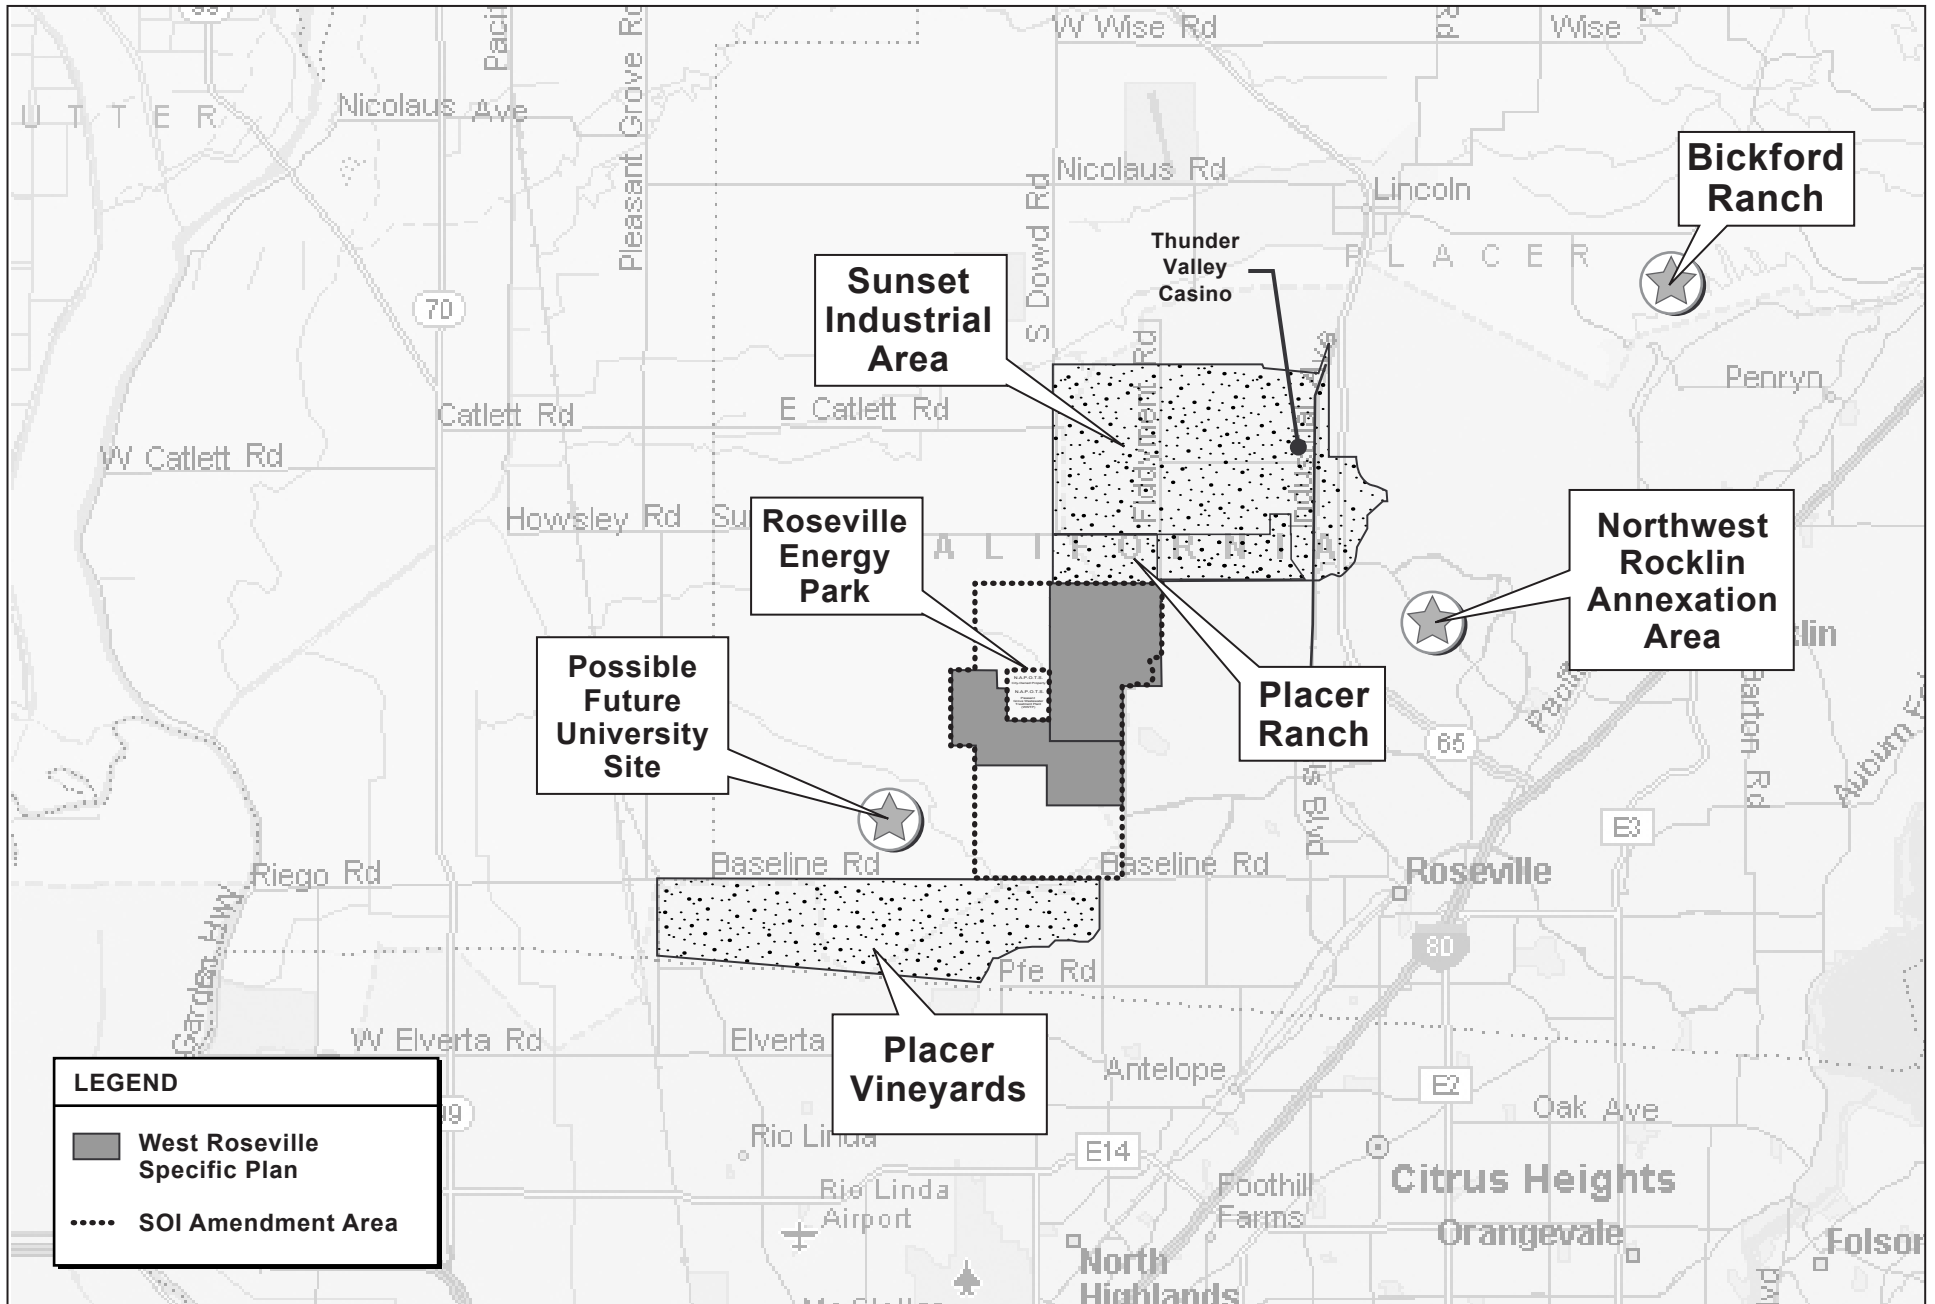 W Wise Rd
Wise
Pacif
Pleasant Grove Rd
Nicolaus Ave
U T T E R
Bickford
Ranch
Nicolaus Rd
Lincoln
S Dowd Rd
Thunder
Valley
Casino
P L A C E R
Sunset
Industrial
Area
70
Fiddyment Rd
Penryn
Catlett Rd
E Catlett Rd
W Catlett Rd
Howsley Rd
Roseville
Energy
Park
A L I F O R N I A
Northwest
Rocklin
Annexation
Area
Possible
Future
University
Site
N.A.P.O.T.S.
N.A.P.O.T.S.
Placer
Ranch
65
Barton Rd
E3
Baseline Rd
Baseline Rd
Riego Rd
Roseville
Garden Hwy
80
Pfe Rd
W Elverta Rd
Elverta
Placer
Vineyards
Antelope
E2
Oak Ave
LEGEND
West Roseville
Specific Plan
SOI Amendment Area
Rio Linda
E14
Rio Linda
Airport
Foothill
Farms
Citrus Heights
Orangevale
North
Highlands